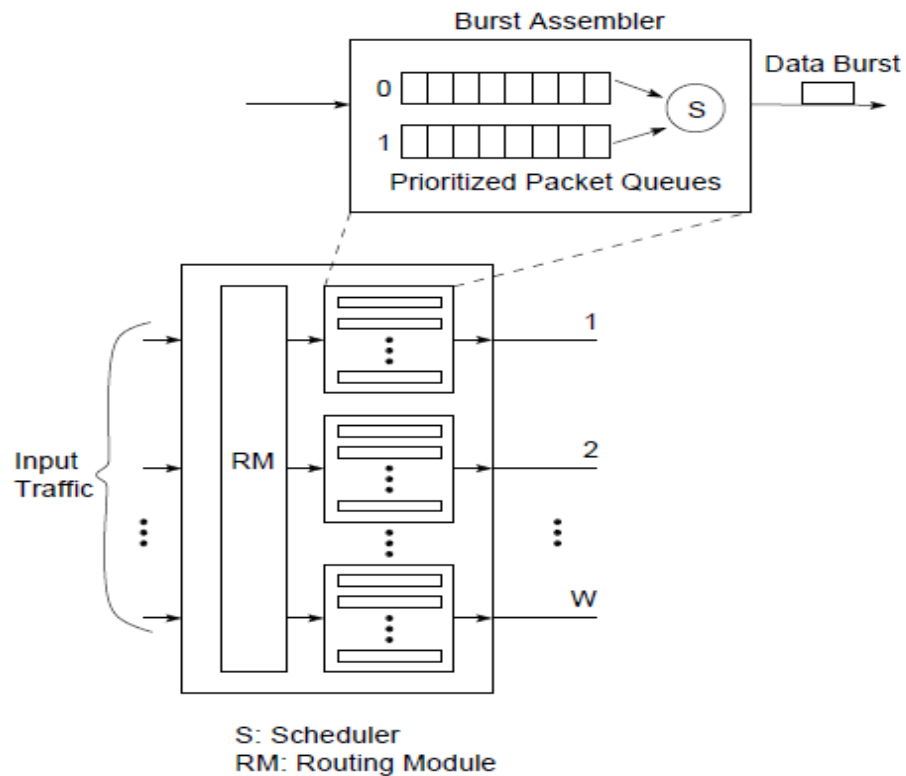 Burst Assembler
Data Burst
0
S
1
Prioritized Packet Queues
1
Input
Traffic
RM
2
W
S: Scheduler
RM: Routing Module